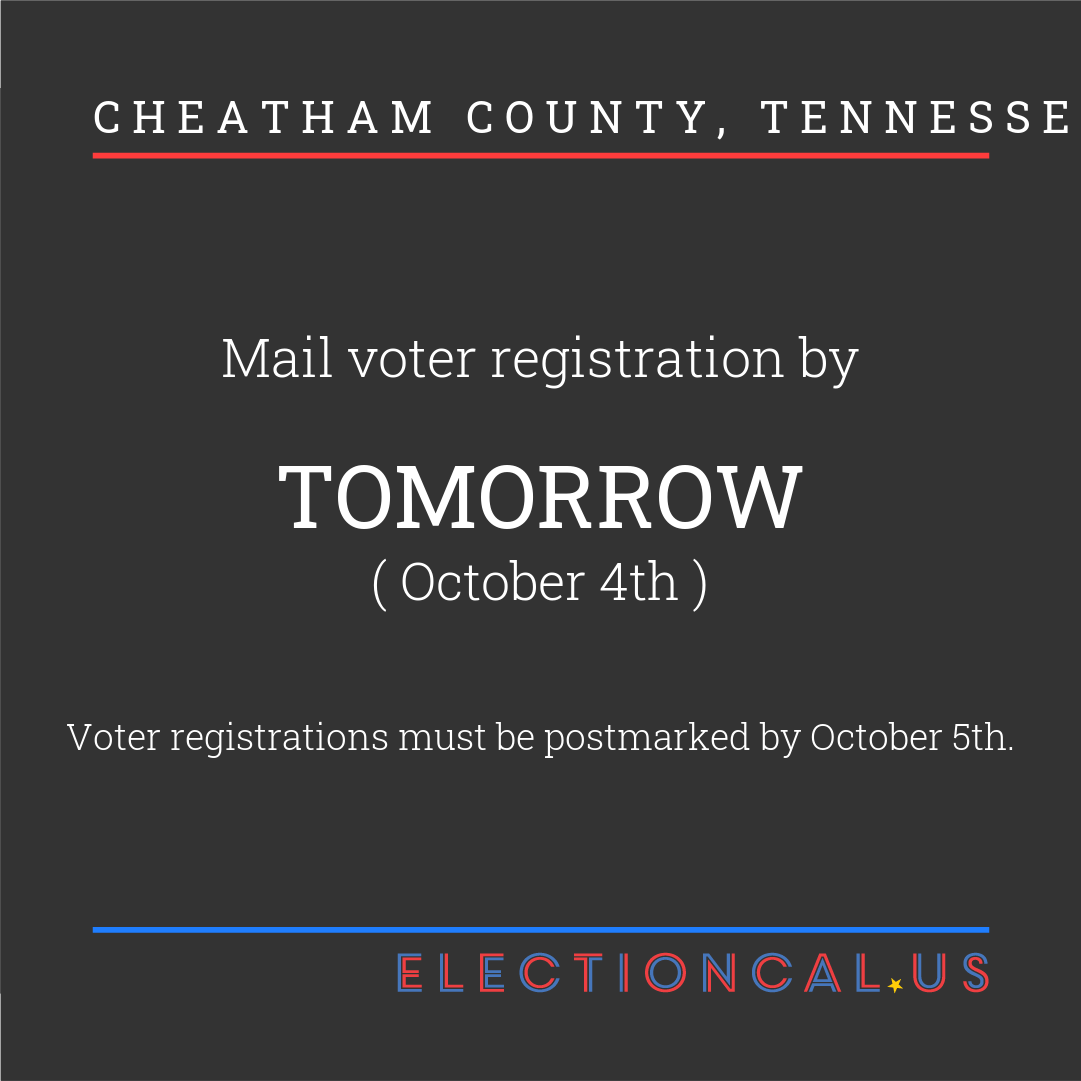 CHEATHAM COUNTY, TENNESSE
Mail voter registration by
TOMORROW
( October 4th )
Voter registrations must be postmarked by October 5th.
ELECTIONCAL.US